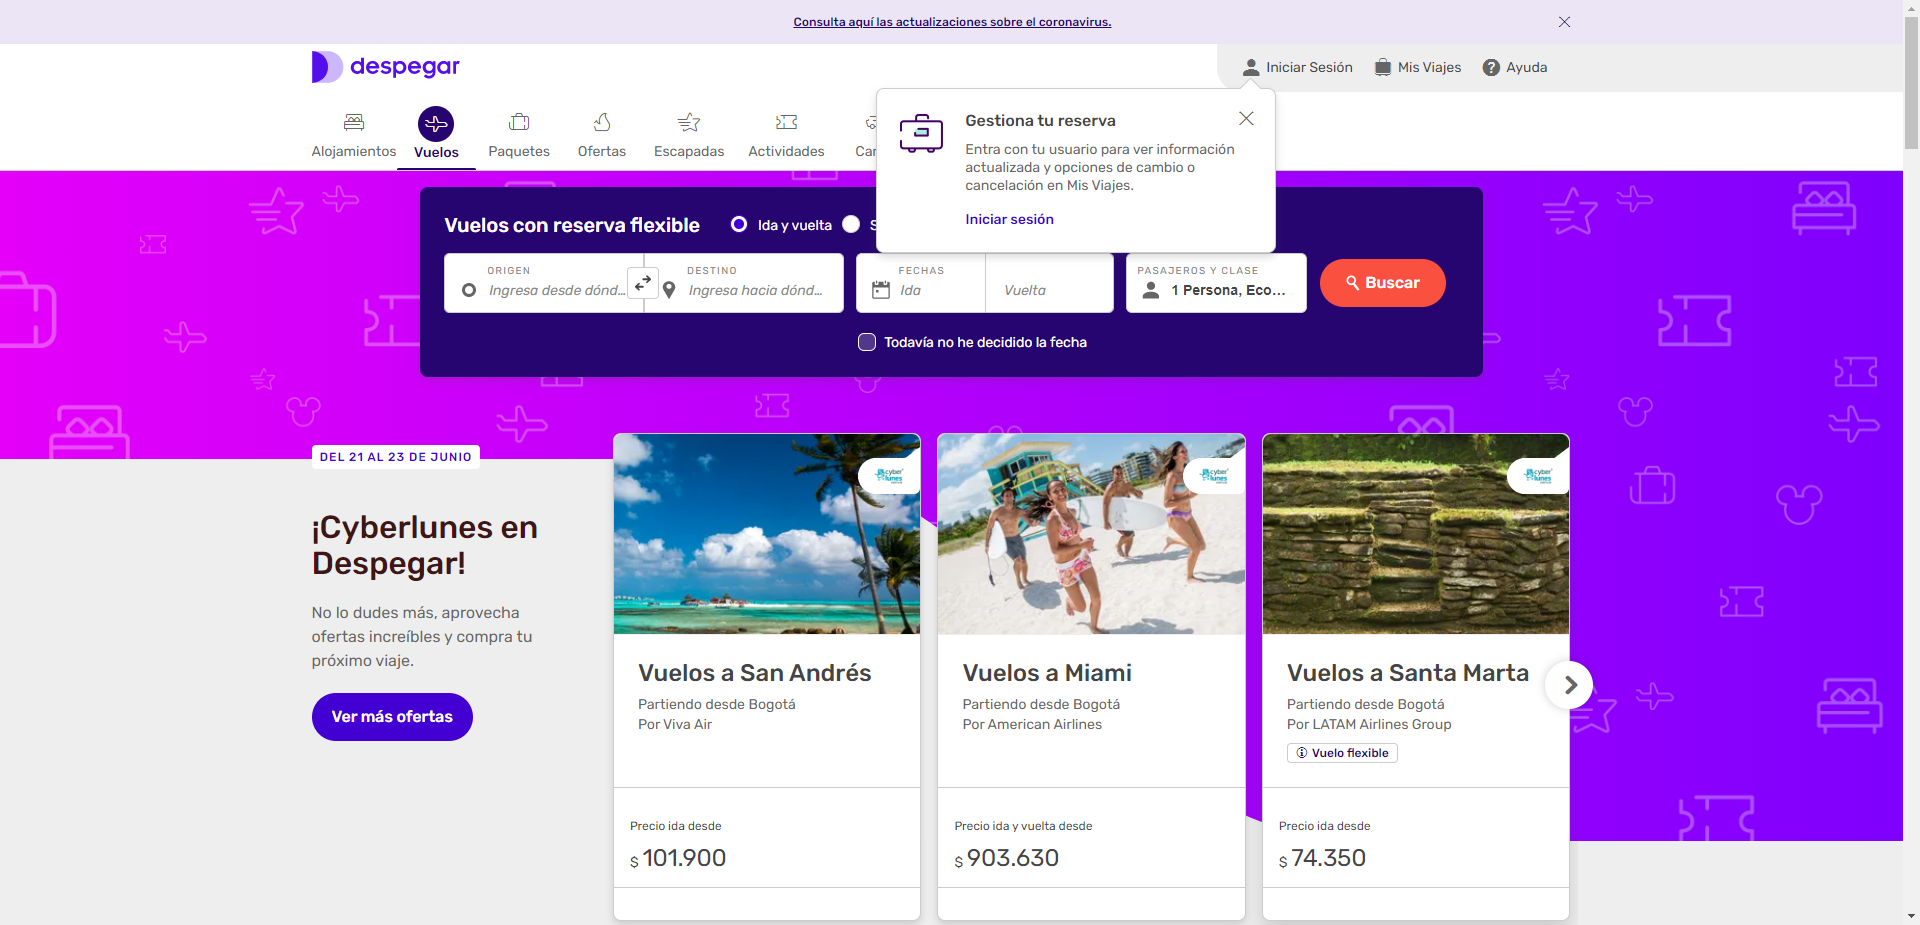 Consulta aquí las actualizaciones sobre el coronavirus.
despegar
Iniciar Sesión
Mis Viajes
Ayuda
Alojamientos
Vuelos
Paquetes
Ofertas
Escapadas
Actividades
Gestiona tu reserva
Entra con tu usuario para ver información
actualizada y opciones de cambio o
cancelación en Mis Viajes.
Iniciar sesión
Vuelos con reserva flexible
Ida y vuelta
ORIGEN
Ingresa desde dónd...
DESTINO
Ingresa hacia dónd...
FECHAS
Ida
Vuelta
PASAJEROS Y CLASE
1 Persona, Eco...
Buscar
Todavía no he decidido la fecha
DEL 21 AL 23 DE JUNIO
¡Cyberlunes en
Despegar!
No lo dudes más, aprovecha
ofertas increíbles y compra tu
próximo viaje.
Ver más ofertas
cyber
lunes
Vuelos a San Andrés
Partiendo desde Bogotá
Por Viva Air
Precio ida desde
$ 101.900
cyber
lunes
Vuelos a Miami
Partiendo desde Bogotá
Por American Airlines
Precio ida y vuelta desde
$ 903.630
cyber
lunes
Vuelos a Santa Marta
Partiendo desde Bogotá
Por LATAM Airlines Group
Vuelo flexible
Precio ida desde
$ 74.350